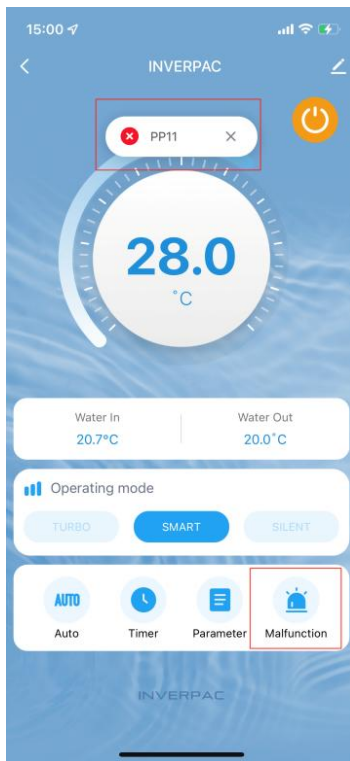 15:00
INVERPAC
PP11
28.0
°C
Water In Water Out
20.7°C 20.0°C
Operating mode
TURBO SMART SILENT
AUTO
Auto Timer Parameter Malfunction
INVERPAC